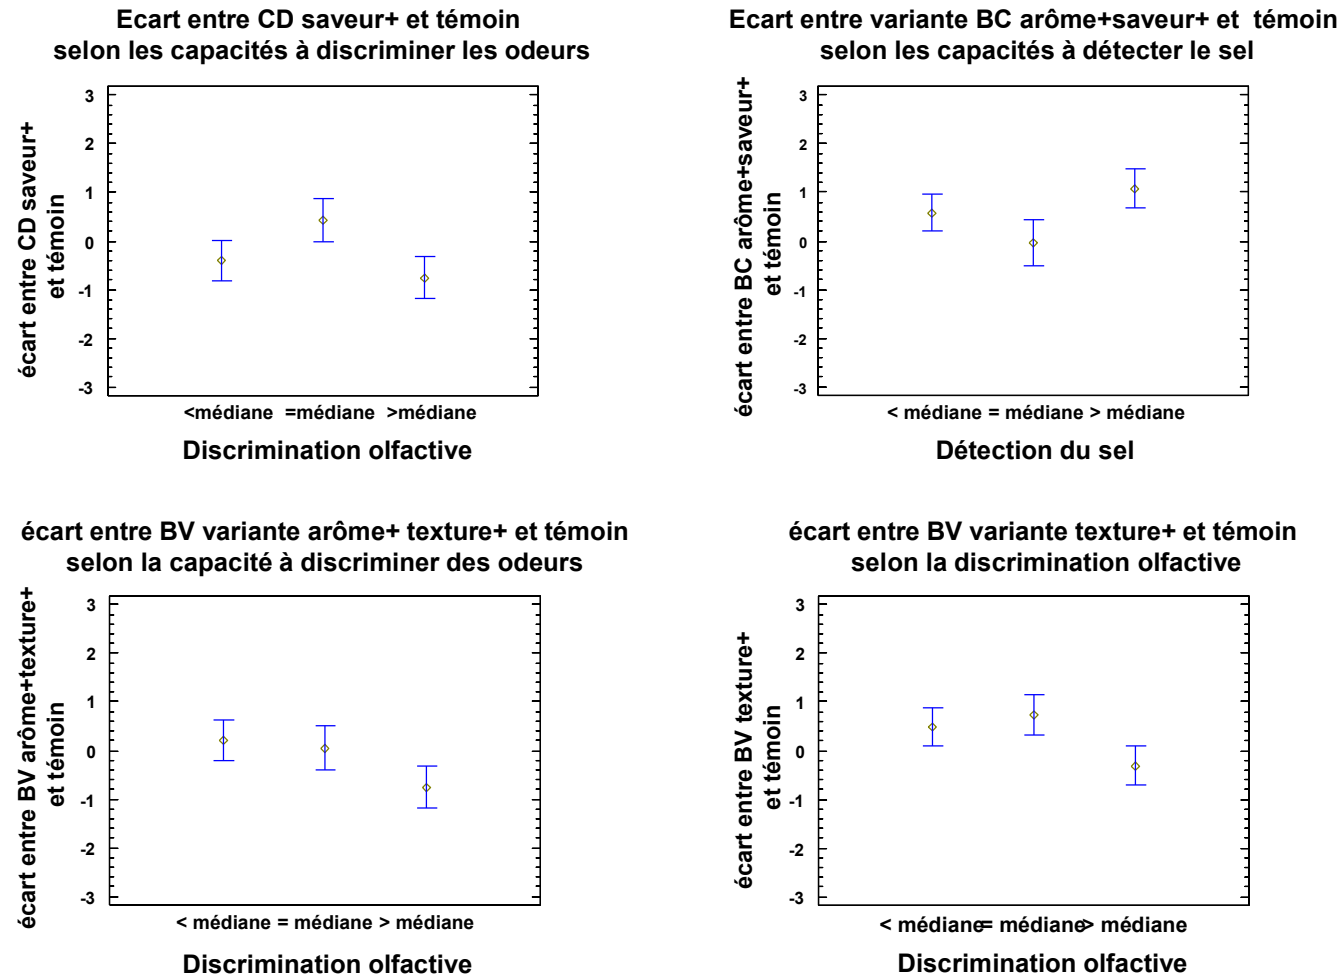 Ecart entre CD saveur+ et témoin
selon les capacités à discriminer les odeurs
écart entre CD saveur+
et témoin
3
2
1
0
-1
-2
-3
<médiane =médiane >médiane
Discrimination olfactive
Ecart entre variante BC arôme+saveur+ et témoin
selon les capacités à détecter le sel
écart entre BC arôme+saveur+
et témoin
3
2
1
0
-1
-2
-3
< médiane = médiane > médiane
Détection du sel
écart entre BV variante arôme+ texture+ et témoin
selon la capacité à discriminer des odeurs
écart entre BV arôme+texture+
et témoin
3
2
1
0
-1
-2
-3
< médiane = médiane > médiane
Discrimination olfactive
écart entre BV variante texture+ et témoin
selon la discrimination olfactive
écart entre BV texture+
et témoin
3
2
1
0
-1
-2
-3
< médiane= médiane> médiane
Discrimination olfactive